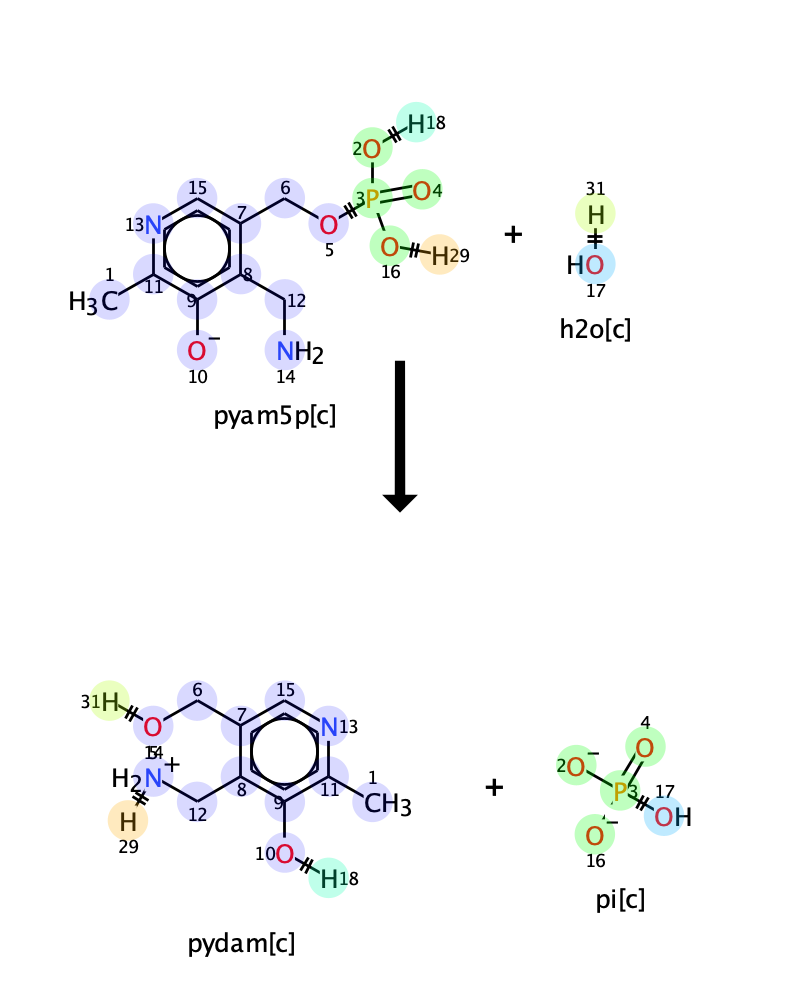 2O H18
15 6 3P O4
13N 7 O
5
O H29
16
1 11 8
H3C 9 12
O− NH2
10 14
pyam5p[c]
+
31
H
HO
17
h2o[c]
31H 6 15
O 7 N13
5
14
H2N+ 8 9 11 1
12 CH3
H
29
10O H18
pydam[c]
+
4
O
2O− P3 17
OH
O−
16
pi[c]